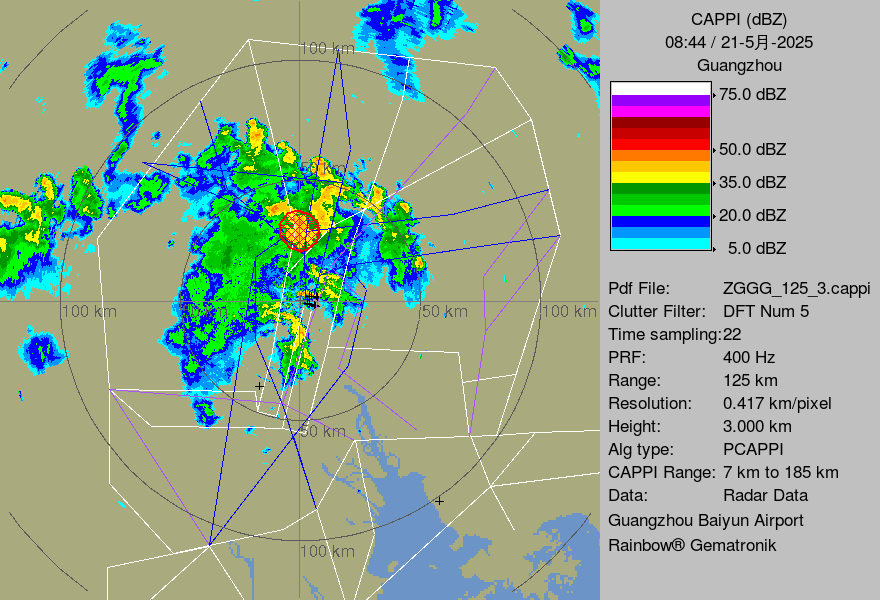 CAPPI (dBZ)
08:44 / 21-5月-2025
Guangzhou
75.0 dBZ
50.0 dBZ
35.0 dBZ
20.0 dBZ
5.0 dBZ
Pdf File: ZGGG_125_3.cappi
Clutter Filter: DFT Num 5
Time sampling:22
PRF: 400 Hz
Range: 125 km
Resolution: 0.417 km/pixel
Height: 3.000 km
Alg type: PCAPPI
CAPPI Range: 7 km to 185 km
Data: Radar Data
Guangzhou Baiyun Airport
Rainbow® Gematronik
100 km
100 km
50 km
100 km
50 km
100 km